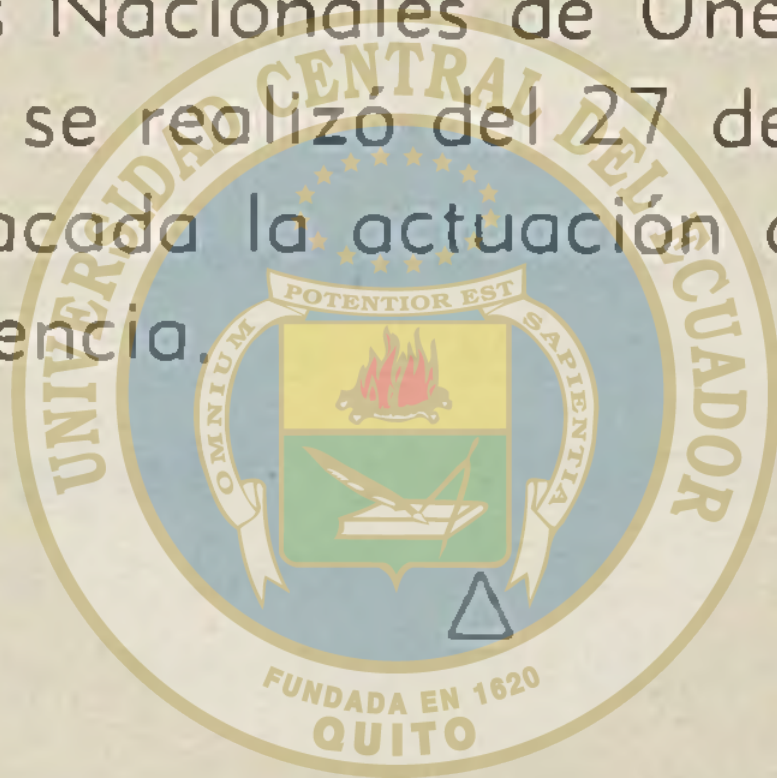 s Nacionales de Une
se realizó del 27 de
acada la actuación
encia.
UNIVERSIDAD CENTRAL DEL ECUADOR
OMNIUM POTENTIOR EST SAPIENTIA
FUNDADA EN 1620
QUITO